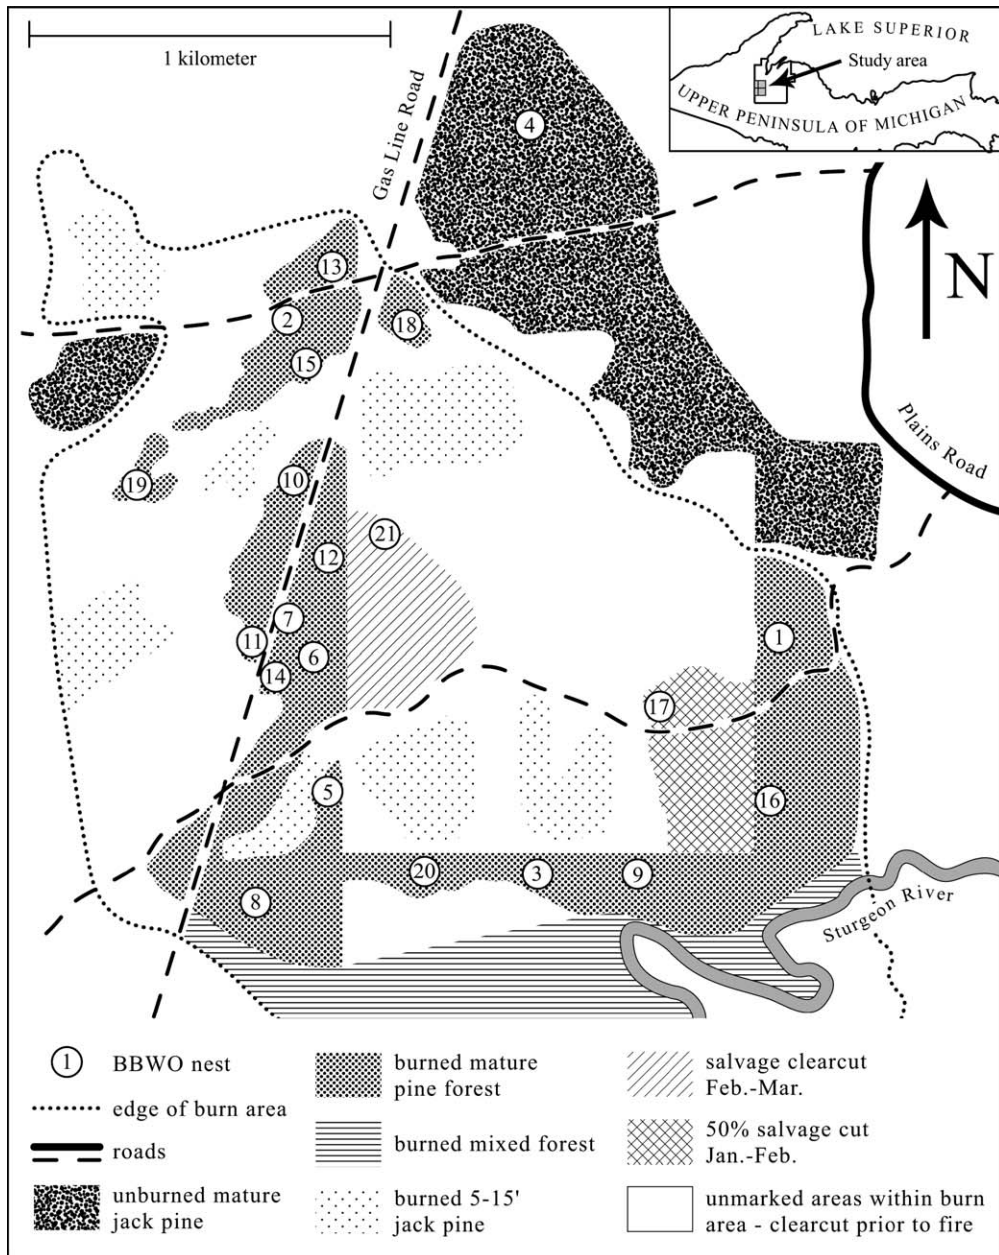 1 kilometer
Gas Line Road
LAKE SUPERIOR
Study area
UPPER PENINSULA OF MICHIGAN
N
Plains Road
4
13
2
18
15
19
10
21
12
7
11
6
14
1
17
5
16
20
3
9
8
Sturgeon River
1 BBWO nest
edge of burn area
roads
unburned mature
jack pine
burned mature
pine forest
burned mixed forest
burned 5-15'
jack pine
salvage clearcut
Feb.-Mar.
50% salvage cut
Jan.-Feb.
unmarked areas within burn
area - clearcut prior to fire